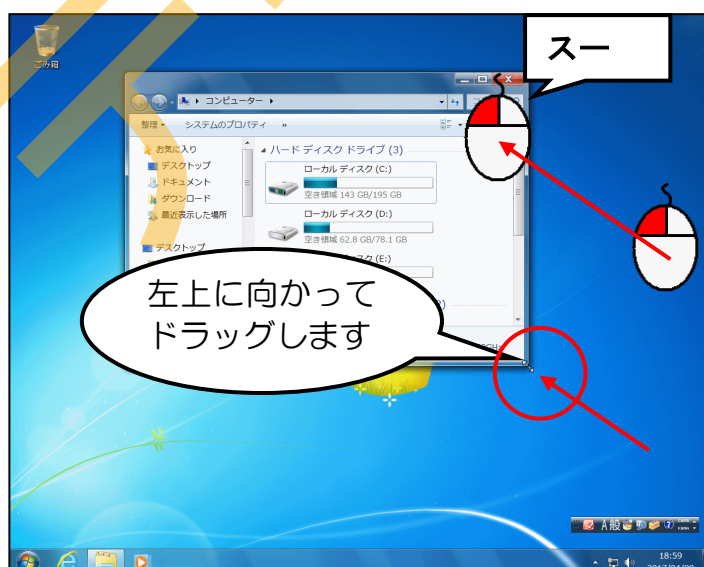 ごみ箱
スー
コンピューター
整理
システムのプロパティ »
お気に入り
デスクトップ
ドキュメント
ダウンロード
最近表示した場所
デスクトップ
ハード ディスク ドライブ (3)
ローカル ディスク (C:)
空き領域 143 GB/195 GB
ローカル ディスク (D:)
空き領域 62.8 GB/78.1 GB
(E:)
左上に向かって
ドラッグします
A 般
18:59